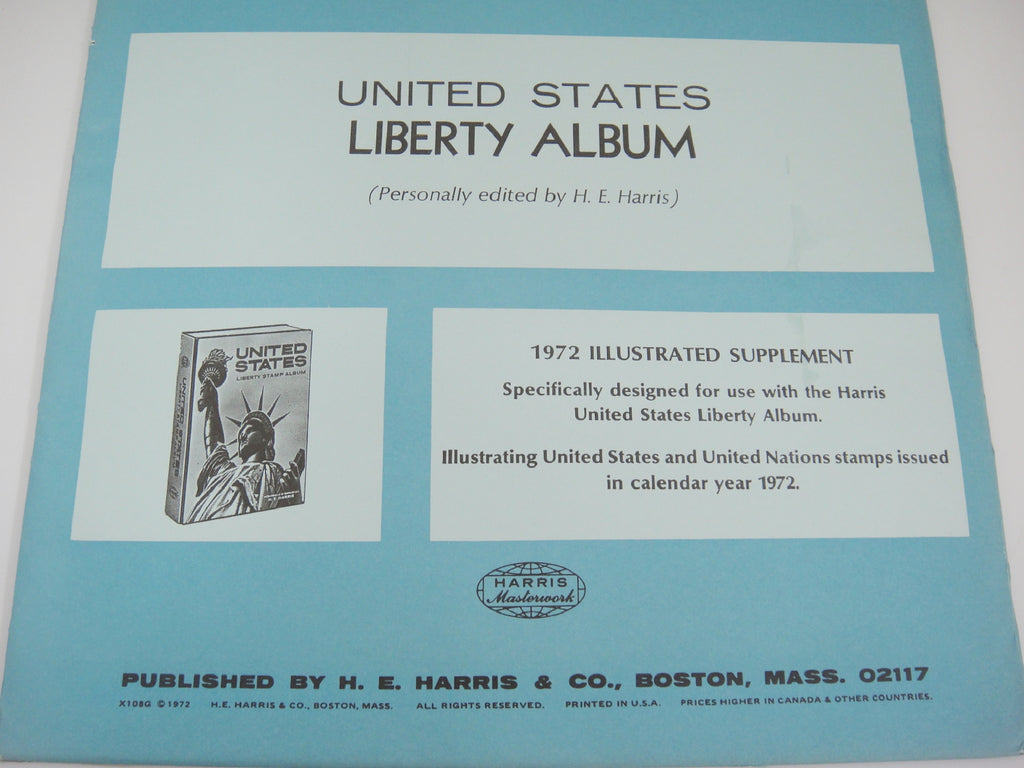 UNITED STATES
LIBERTY ALBUM
(Personally edited by H. E. Harris)
UNITED
STATES
LIBERTY STAMP ALBUM
UNITED STATES
H. E. HARRIS
1972 ILLUSTRATED SUPPLEMENT
Specifically designed for use with the Harris
United States Liberty Album.
Illustrating United States and United Nations stamps issued
in calendar year 1972.
HARRIS
Masterwork
PUBLISHED BY H. E. HARRIS & CO., BOSTON, MASS. 02117
X108G © 1972 H.E. HARRIS & CO., BOSTON, MASS. ALL RIGHTS RESERVED. PRINTED IN U.S.A. PRICES HIGHER IN CANADA & OTHER COUNTRIES.